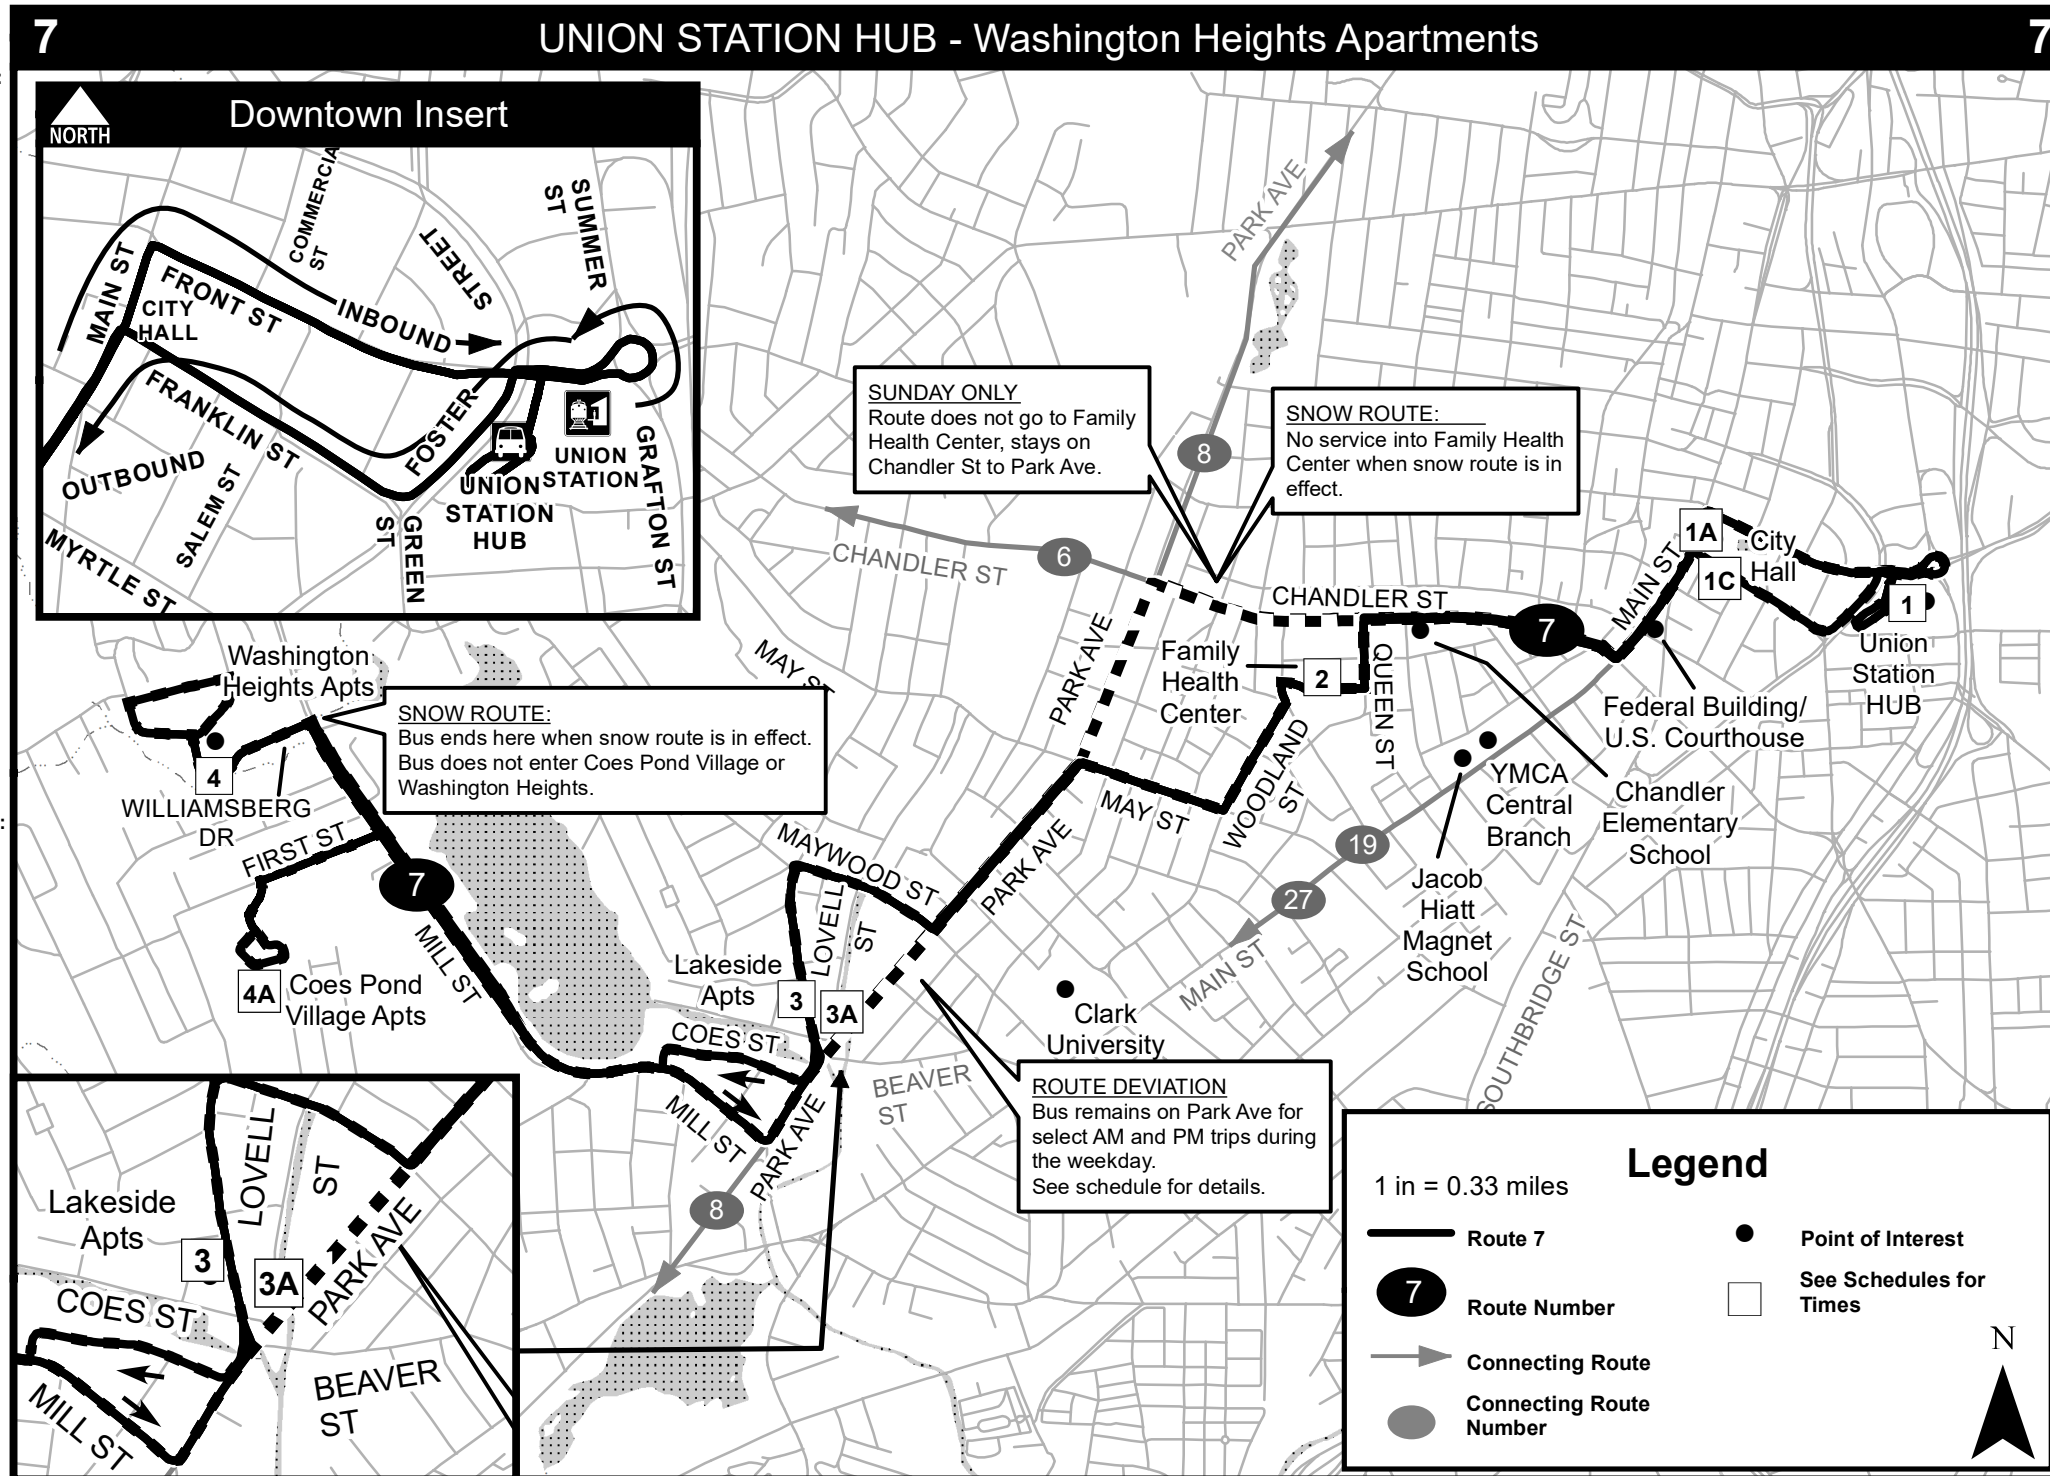 7
UNION STATION HUB - Washington Heights Apartments
7
NORTH
Downtown Insert
COMMERCIA
ST
SUMMER
ST
STREET
MAIN ST
FRONT ST
CITY
HALL
INBOUND
FRANKLIN ST
FOSTER
OUTBOUND
SALEM ST
MYRTLE ST
GREEN
ST
UNION
STATION
UNION
STATION
HUB
GRAFTON ST
PARK AVE
8
SUNDAY ONLY
Route does not go to Family
Health Center, stays on
Chandler St to Park Ave.
SNOW ROUTE:
No service into Family Health
Center when snow route is in
effect.
CHANDLER ST
6
CHANDLER ST
7
MAIN ST
1A
City
Hall
1C
1
Union
Station
HUB
Washington
Heights Apts
4
WILLIAMSBERG
DR
SNOW ROUTE:
Bus ends here when snow route is in effect.
Bus does not enter Coes Pond Village or
Washington Heights.
MAY ST
PARK AVE
Family
Health
Center
2
QUEEN ST
WOODLAND
ST
MAY ST
Federal Building/
U.S. Courthouse
YMCA
Central
Branch
Chandler
Elementary
School
Jacob
Hiatt
Magnet
School
19
27
MAIN ST
SOUTHBRIDGE ST
FIRST ST
7
MILL ST
4A
Coes Pond
Village Apts
MAYWOOD ST
PARK AVE
LOVELL
ST
Lakeside
Apts
3
3A
COES ST
MILL ST
PARK AVE
BEAVER
ST
8
Clark
University
ROUTE DEVIATION
Bus remains on Park Ave for
select AM and PM trips during
the weekday.
See schedule for details.
LOVELL
ST
Lakeside
Apts
3
3A
PARK AVE
COES ST
MILL ST
BEAVER
ST
Legend
1 in = 0.33 miles
Route 7
7
Route Number
Connecting Route
Connecting Route
Number
Point of Interest
See Schedules for
Times
N